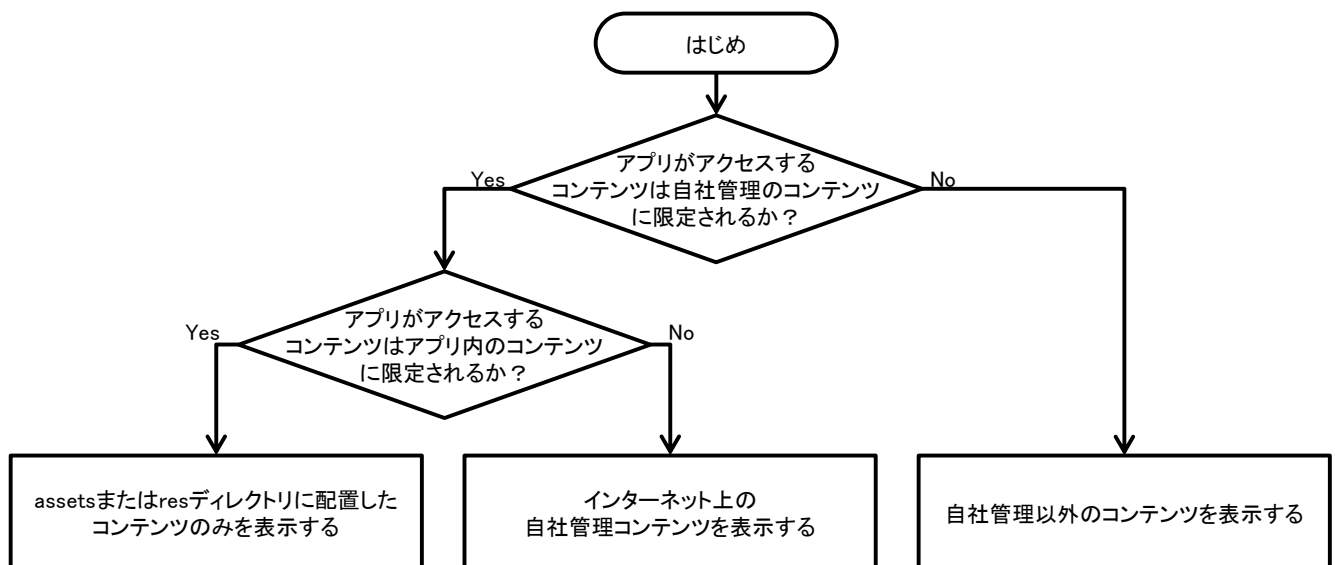 はじめ
アプリがアクセスする
コンテンツは自社管理のコンテンツ
に限定されるか？
Yes
No
アプリがアクセスする
コンテンツはアプリ内のコンテンツ
に限定されるか？
Yes
No
assetsまたはresディレクトリに配置した
コンテンツのみを表示する
インターネット上の
自社管理コンテンツを表示する
自社管理以外のコンテンツを表示する